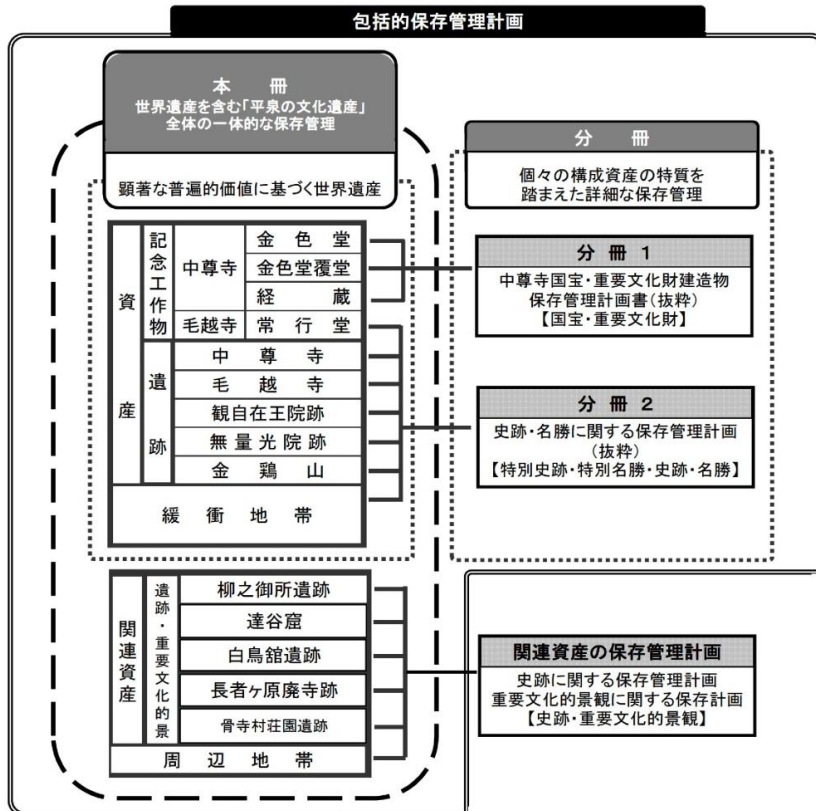 包括的保存管理計画
本 冊
世界遺産を含む「平泉の文化遺産」
全体の一体的な保存管理
顕著な普遍的価値に基づく世界遺産
資産
記念工作物
中尊寺
金色堂
金色堂覆堂
経蔵
毛越寺
常行堂
遺跡
中尊寺
毛越寺
観自在王院跡
無量光院跡
金鶏山
緩衝地帯
関連資産
遺跡・重要文化的景
柳之御所遺跡
達谷窟
白鳥舘遺跡
長者ヶ原廃寺跡
骨寺村荘園遺跡
周辺地帯
分 冊
個々の構成資産の特質を
踏まえた詳細な保存管理
分 冊 1
中尊寺国宝・重要文化財建造物
保存管理計画書(抜粋)
【国宝・重要文化財】
分 冊 2
史跡・名勝に関する保存管理計画
(抜粋)
【特別史跡・特別名勝・史跡・名勝】
関連資産の保存管理計画
史跡に関する保存管理計画
重要文化的景観に関する保存計画
【史跡・重要文化的景観】